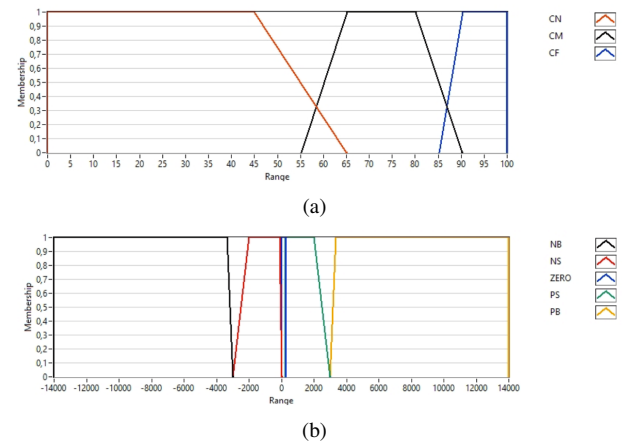 1
0,9
0,8
0,7
0,6
0,5
0,4
0,3
0,2
0,1
0
Membership
0 5 10 15 20 25 30 35 40 45 50 55 60 65 70 75 80 85 90 95 100
Range
CN
CM
CF
(a)
1
0,9
0,8
0,7
0,6
0,5
0,4
0,3
0,2
0,1
0
Membership
-14000 -12000 -10000 -8000 -6000 -4000 -2000 0 2000 4000 6000 8000 10000 12000 14000
Range
NB
NS
ZERO
PS
PB
(b)